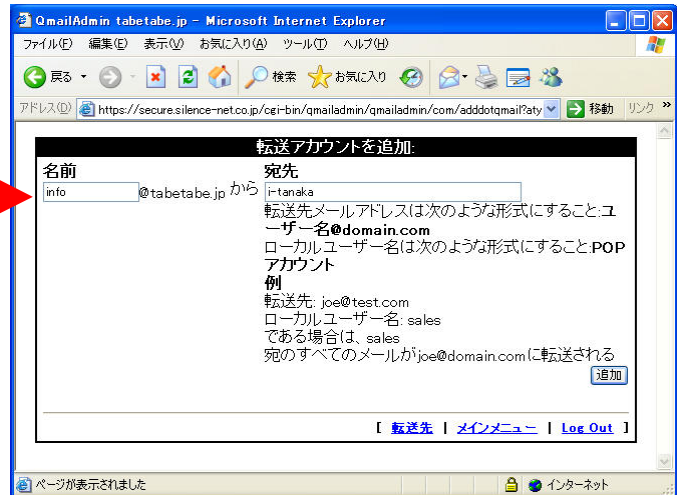 QmailAdmin tabetabe.jp - Microsoft Internet Explorer
ファイル(F) 編集(E) 表示(V) お気に入り(A) ツール(T) ヘルプ(H)
戻る 検索 お気に入り
アドレス(D) https://secure.silence-net.co.jp/cgi-bin/qmailadmin/qmailadmin/com/adddotqmail?aty 移動 リンク »
転送アカウントを追加:
名前 宛先
info @tabetabe.jp から i-tanaka
転送先メールアドレスは次のような形式にすること:ユ
ーザー名@domain.com
ローカルユーザー名は次のような形式にすること:POP
アカウント
例
転送先: joe@test.com
ローカルユーザー名: sales
である場合は、sales
宛のすべてのメールがjoe@domain.comに転送される
追加
[ 転送先 | メインメニュー | Log Out ]
ページが表示されました インターネット